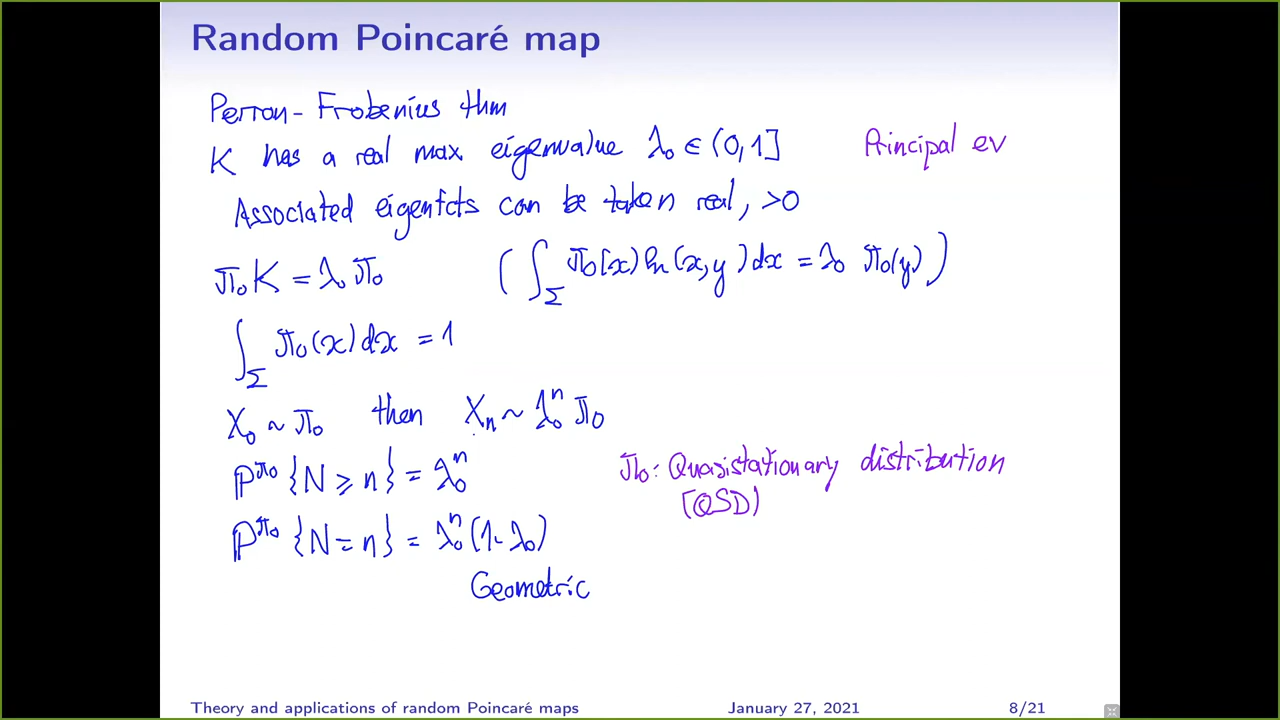 Random Poincaré map
Perron-Frobenius thm
K has a real max eigenvalue λ₀ ∈ (0,1] Principal ev
Associated eigenfcts can be taken real, >0
π₀K = λ₀π₀ (∫_Σ π₀(x)k(x,y)dx = λ₀ π₀(y))
∫_Σ π₀(x)dx = 1
X₀ ~ π₀ then Xₙ ~ λ₀ⁿ π₀
ℙ^π₀ {N ≥ n} = λ₀ⁿ π₀: Quasistationary distribution
(QSD)
ℙ^π₀ {N = n} = λ₀ⁿ (1-λ₀)
Geometric
Theory and applications of random Poincaré maps January 27, 2021 8/21